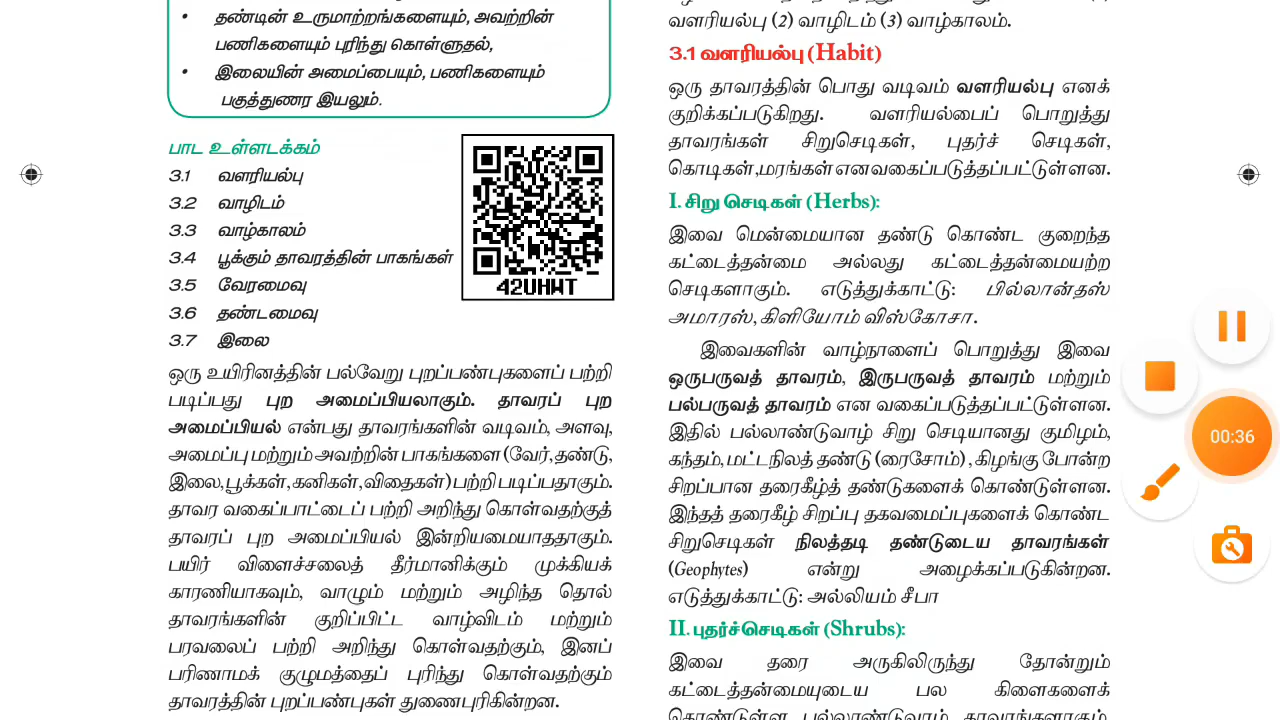 • தண்டின் உருமாற்றங்களையும், அவற்றின்
பணிகளையும் புரிந்து கொள்ளுதல்,
• இலையின் அமைப்பையும், பணிகளையும்
பகுத்துணர இயலும்.
பாட உள்ளடக்கம்
3.1 வளரியல்பு
3.2 வாழிடம்
3.3 வாழ்காலம்
3.4 பூக்கும் தாவரத்தின் பாகங்கள்
3.5 வேரமைவு
3.6 தண்டமைவு
3.7 இலை
42UHWT
ஒரு உயிரினத்தின் பல்வேறு புறப்பண்புகளைப் பற்றி
படிப்பது புற அமைப்பியலாகும். தாவரப் புற
அமைப்பியல் என்பது தாவரங்களின் வடிவம், அளவு,
அமைப்பு மற்றும் அவற்றின் பாகங்களை (வேர், தண்டு,
இலை, பூக்கள், கனிகள், விதைகள்) பற்றி படிப்பதாகும்.
தாவர வகைப்பாட்டைப் பற்றி அறிந்து கொள்வதற்குத்
தாவரப் புற அமைப்பியல் இன்றியமையாததாகும்.
பயிர் விளைச்சலைத் தீர்மானிக்கும் முக்கியக்
காரணியாகவும், வாழும் மற்றும் அழிந்த தொல்
தாவரங்களின் குறிப்பிட்ட வாழ்விடம் மற்றும்
பரவலைப் பற்றி அறிந்து கொள்வதற்கும், இனப்
பரிணாமக் குழுமத்தைப் புரிந்து கொள்வதற்கும்
தாவரத்தின் புறப்பண்புகள் துணைபுரிகின்றன.
வளரியல்பு (2) வாழிடம் (3) வாழ்காலம்.
3.1 வளரியல்பு (Habit)
ஒரு தாவரத்தின் பொது வடிவம் வளரியல்பு எனக்
குறிக்கப்படுகிறது. வளரியல்பைப் பொறுத்து
தாவரங்கள் சிறுசெடிகள், புதர்ச் செடிகள்,
கொடிகள்,மரங்கள் எனவகைப்படுத்தப்பட்டுள்ளன.
I. சிறு செடிகள் (Herbs):
இவை மென்மையான தண்டு கொண்ட குறைந்த
கட்டைத்தன்மை அல்லது கட்டைத்தன்மையற்ற
செடிகளாகும். எடுத்துக்காட்டு: பில்லான்தஸ்
அமாரஸ், கிளியோம் விஸ்கோசா.
இவைகளின் வாழ்நாளைப் பொறுத்து இவை
ஒருபருவத் தாவரம், இருபருவத் தாவரம் மற்றும்
பல்பருவத் தாவரம் என வகைப்படுத்தப்பட்டுள்ளன.
இதில் பல்லாண்டுவாழ் சிறு செடியானது குமிழம்,
கந்தம், மட்டநிலத் தண்டு (ரைசோம்) , கிழங்கு போன்ற
சிறப்பான தரைகீழ்த் தண்டுகளைக் கொண்டுள்ளன.
இந்தத் தரைகீழ் சிறப்பு தகவமைப்புகளைக் கொண்ட
சிறுசெடிகள் நிலத்தடி தண்டுடைய தாவரங்கள்
(Geophytes) என்று அழைக்கப்படுகின்றன.
எடுத்துக்காட்டு: அல்லியம் சீபா
II. புதர்ச்செடிகள் (Shrubs):
இவை தரை அருகிலிருந்து தோன்றும்
கட்டைத்தன்மையுடைய பல கிளைகளைக்
கொண்டுள்ள பல்லாண்டுவாழ் தாவரங்களாகும்.
00:36